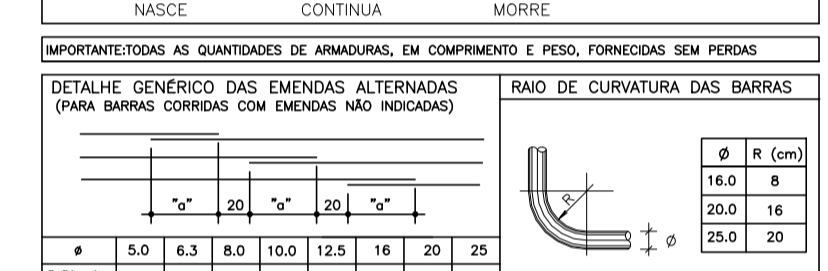 NASCE CONTINUA MORRE
IMPORTANTE:TODAS AS QUANTIDADES DE ARMADURAS, EM COMPRIMENTO E PESO, FORNECIDAS SEM PERDAS
DETALHE GENÉRICO DAS EMENDAS ALTERNADAS
(PARA BARRAS CORRIDAS COM EMENDAS NÃO INDICADAS)
"a" 20 "a" 20 "a"
ø 5.0 6.3 8.0 10.0 12.5 16 20 25
RAIO DE CURVATURA DAS BARRAS
R
ø
ø R (cm)
16.0 8
20.0 16
25.0 20